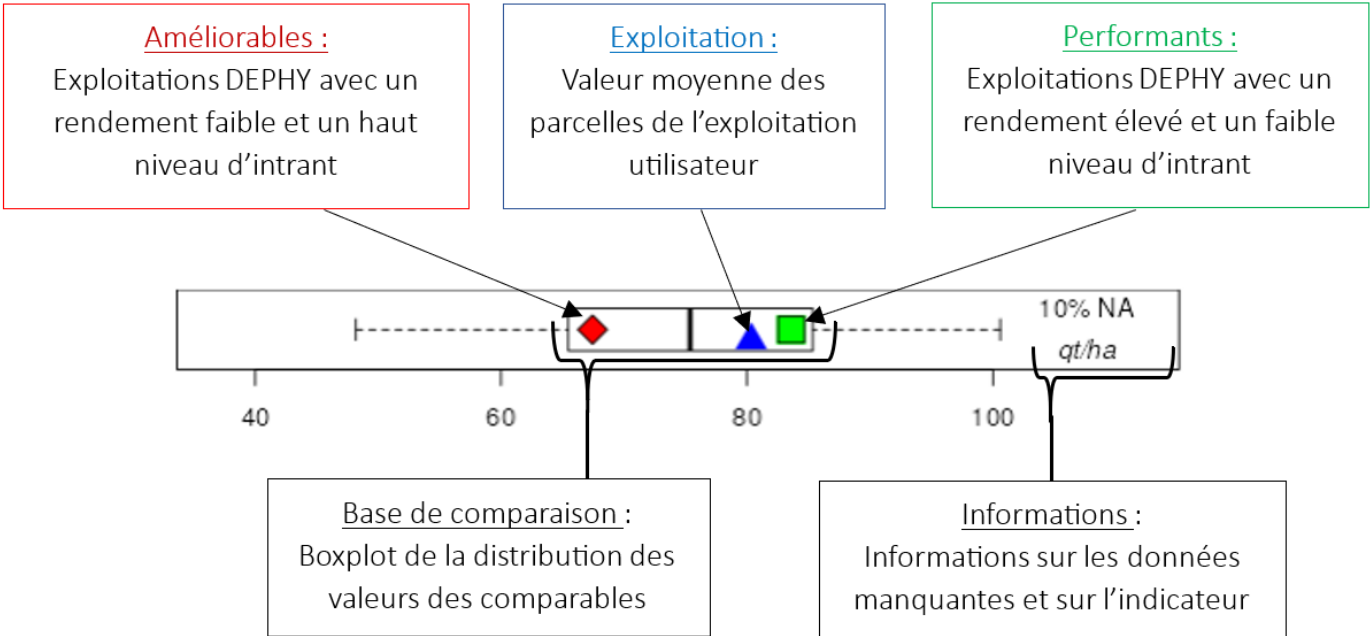 Améliorables :
Exploitations DEPHY avec un
rendement faible et un haut
niveau d'intrant
Exploitation :
Valeur moyenne des
parcelles de l'exploitation
utilisateur
Performants :
Exploitations DEPHY avec un
rendement élevé et un faible
niveau d'intrant
10% NA
qt/ha
40
60
80
100
Base de comparaison :
Boxplot de la distribution des
valeurs des comparables
Informations :
Informations sur les données
manquantes et sur l'indicateur